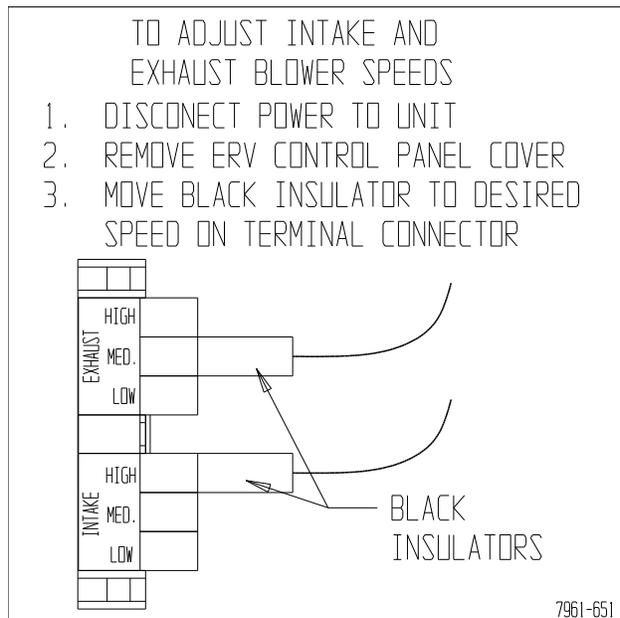 TO ADJUST INTAKE AND
EXHAUST BLOWER SPEEDS
1. DISCONECT POWER TO UNIT
2. REMOVE ERV CONTROL PANEL COVER
3. MOVE BLACK INSULATOR TO DESIRED
SPEED ON TERMINAL CONNECTOR
EXHAUST
HIGH
MED.
LOW
INTAKE
HIGH
MED.
LOW
BLACK
INSULATORS
7961-651